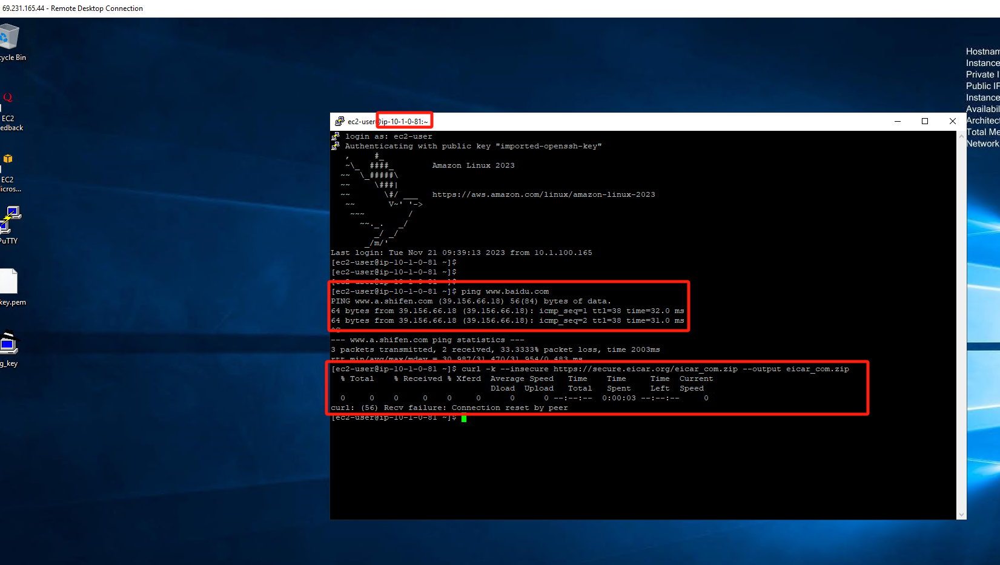 69.231.165.44 - Remote Desktop Connection
ycle Bin
EC2
edback
EC2
icros...
PuTTY
key.pem
g_key
Hostnam
Instance
Private I
Public IP
Instance
Availabil
Architect
Total Me
Network
ec2-user@ip-10-1-0-81:~
login as: ec2-user
Authenticating with public key "imported-openssh-key"
   ,     #_
   ~\_  ####_        Amazon Linux 2023
  ~~  \_#####\
  ~~     \###|
  ~~       \#/ ___   https://aws.amazon.com/linux/amazon-linux-2023
   ~~       V~' '->
    ~~~         /
      ~~._.   _/
         _/ _/
       _/m/'
Last login: Tue Nov 21 09:39:13 2023 from 10.1.100.165
[ec2-user@ip-10-1-0-81 ~]$
[ec2-user@ip-10-1-0-81 ~]$
[ec2-user@ip-10-1-0-81 ~]$
[ec2-user@ip-10-1-0-81 ~]$ ping www.baidu.com
PING www.a.shifen.com (39.156.66.18) 56(84) bytes of data.
64 bytes from 39.156.66.18 (39.156.66.18): icmp_seq=1 ttl=38 time=32.0 ms
64 bytes from 39.156.66.18 (39.156.66.18): icmp_seq=2 ttl=38 time=31.0 ms
^C
--- www.a.shifen.com ping statistics ---
3 packets transmitted, 2 received, 33.3333% packet loss, time 2003ms
rtt min/avg/max/mdev = 30.987/31.470/31.954/0.483 ms
[ec2-user@ip-10-1-0-81 ~]$ curl -k --insecure https://secure.eicar.org/eicar_com.zip --output eicar_com.zip
  % Total    % Received % Xferd  Average Speed   Time    Time     Time  Current
                                 Dload  Upload   Total   Spent    Left  Speed
  0     0    0     0    0     0      0      0 --:--:--  0:00:03 --:--:--     0
curl: (56) Recv failure: Connection reset by peer
[ec2-user@ip-10-1-0-81 ~]$